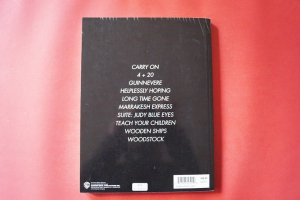 CARRY ON
4 + 20
GUINNEVERE
HELPLESSLY HOPING
LONG TIME GONE
MARRAKESH EXPRESS
SUITE: JUDY BLUE EYES
TEACH YOUR CHILDREN
WOODEN SHIPS
WOODSTOCK